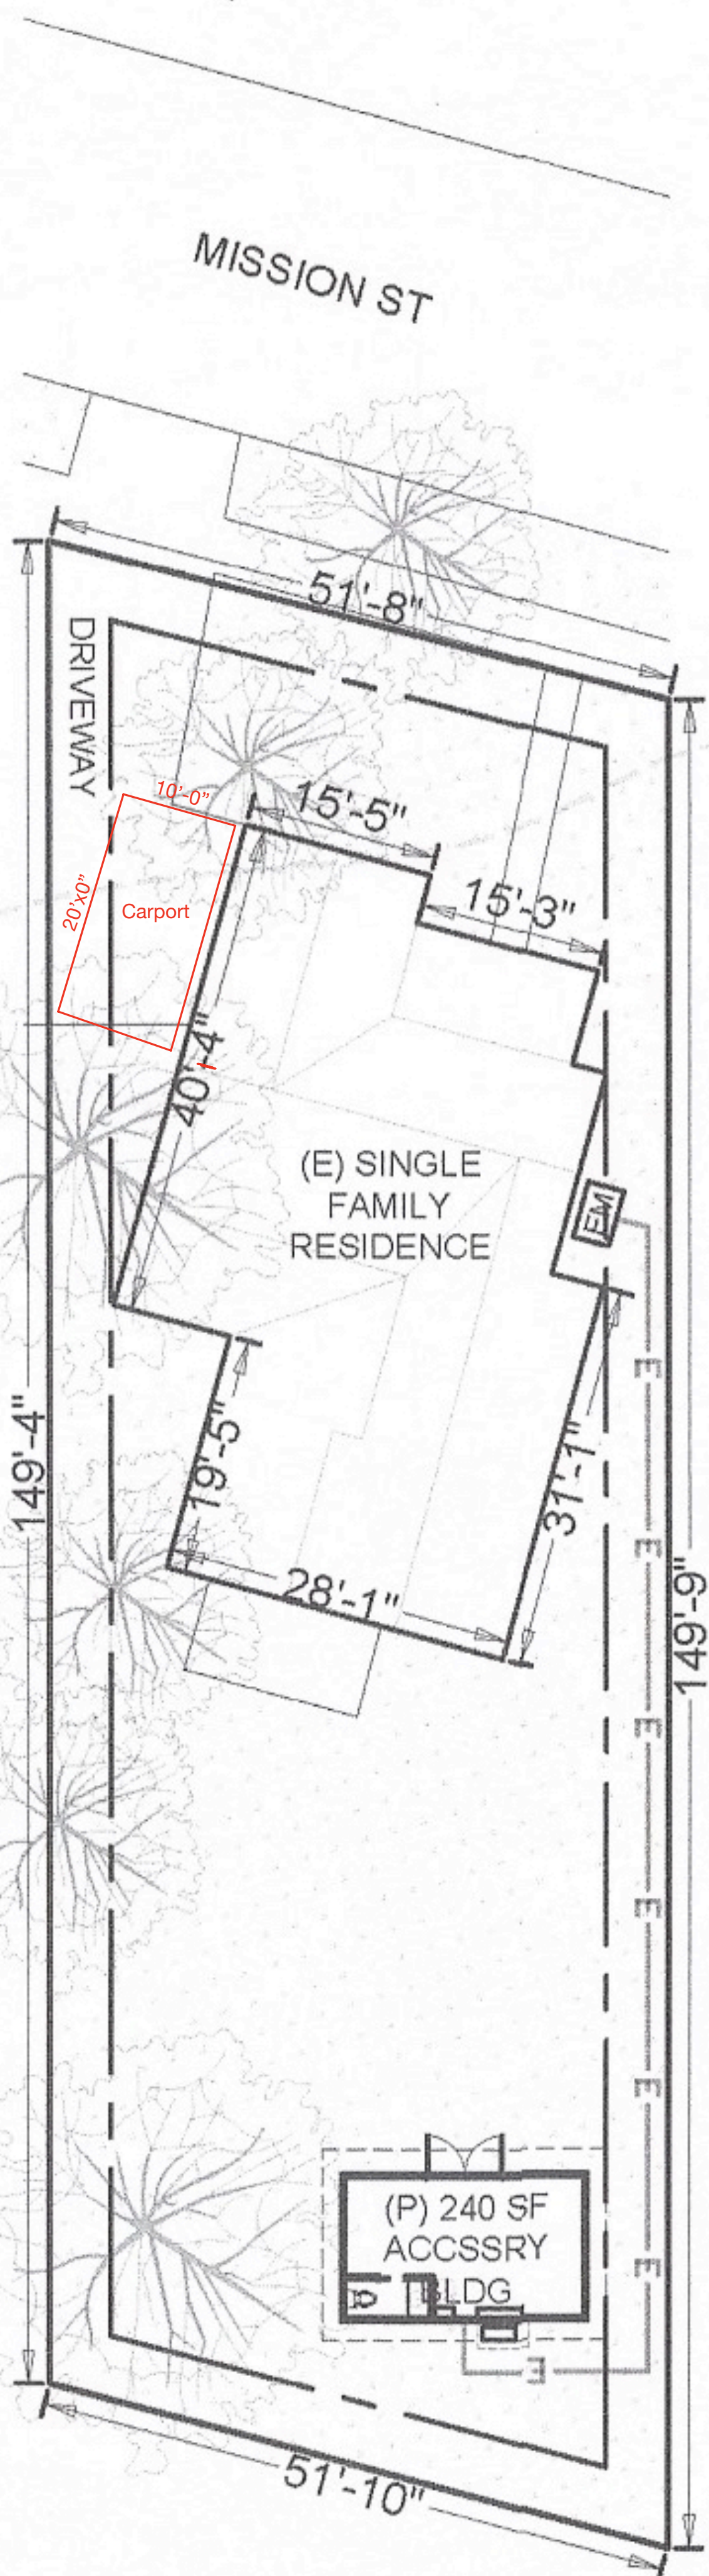 MISSION ST
51'-8"
DRIVEWAY
10'-0"
15'-5"
15'-3"
20'x0"
Carport
40'-4"
(E) SINGLE
FAMILY
RESIDENCE
EM
E
149'-4"
19'-5"
31'-1"
E
28'-1"
149'-9"
E
E
E
(P) 240 SF
ACCSSRY
BLDG
E
E
51'-10"